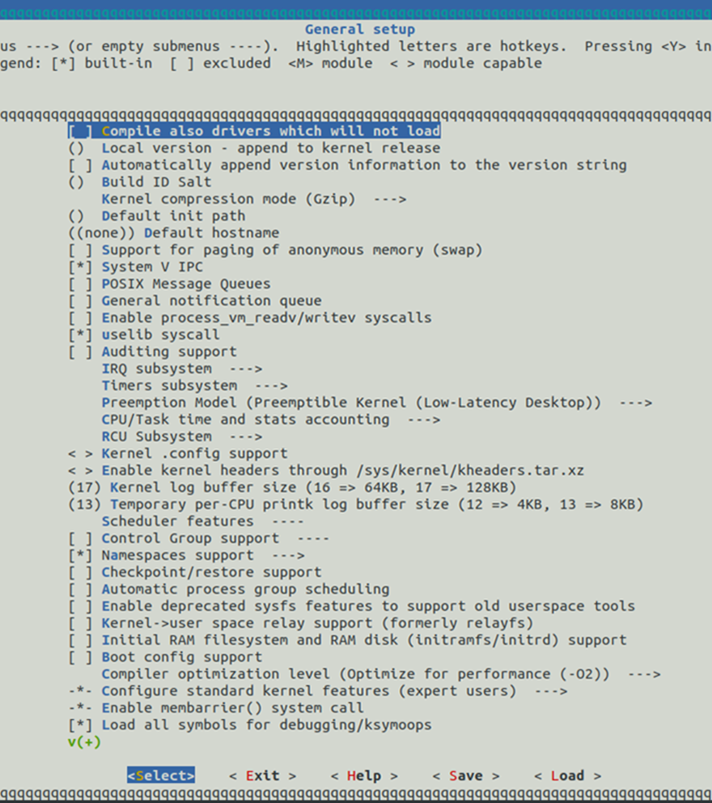 General setup
us ---> (or empty submenus ----).  Highlighted letters are hotkeys.  Pressing <Y> in
gend: [*] built-in  [ ] excluded  <M> module  < > module capable
qqqqqqqqqqqqqqqqqqqqqqqqqqqqqqqqqqqqqqqqqqqqqqqqqqqqqqqqqqqqqqqqqqqqqqqqqqqqqqqqqqqq
[ ] Compile also drivers which will not load
()  Local version - append to kernel release
[ ] Automatically append version information to the version string
()  Build ID Salt
Kernel compression mode (Gzip)  --->
()  Default init path
((none)) Default hostname
[ ] Support for paging of anonymous memory (swap)
[*] System V IPC
[ ] POSIX Message Queues
[ ] General notification queue
[ ] Enable process_vm_readv/writev syscalls
[*] uselib syscall
[ ] Auditing support
IRQ subsystem  --->
Timers subsystem  --->
Preemption Model (Preemptible Kernel (Low-Latency Desktop))  --->
CPU/Task time and stats accounting  --->
RCU Subsystem  --->
< > Kernel .config support
< > Enable kernel headers through /sys/kernel/kheaders.tar.xz
(17) Kernel log buffer size (16 => 64KB, 17 => 128KB)
(13) Temporary per-CPU printk log buffer size (12 => 4KB, 13 => 8KB)
Scheduler features  ----
[ ] Control Group support  ----
[*] Namespaces support  --->
[ ] Checkpoint/restore support
[ ] Automatic process group scheduling
[ ] Enable deprecated sysfs features to support old userspace tools
[ ] Kernel->user space relay support (formerly relayfs)
[ ] Initial RAM filesystem and RAM disk (initramfs/initrd) support
[ ] Boot config support
Compiler optimization level (Optimize for performance (-O2))  --->
-*- Configure standard kernel features (expert users)  --->
-*- Enable membarrier() system call
[*] Load all symbols for debugging/ksymoops
v(+)
<Select>    < Exit >    < Help >    < Save >    < Load >
qqqqqqqqqqqqqqqqqqqqqqqqqqqqqqqqqqqqqqqqqqqqqqqqqqqqqqqqqqqqqqqqqqqqqqqqqqqqqqqqqqqq